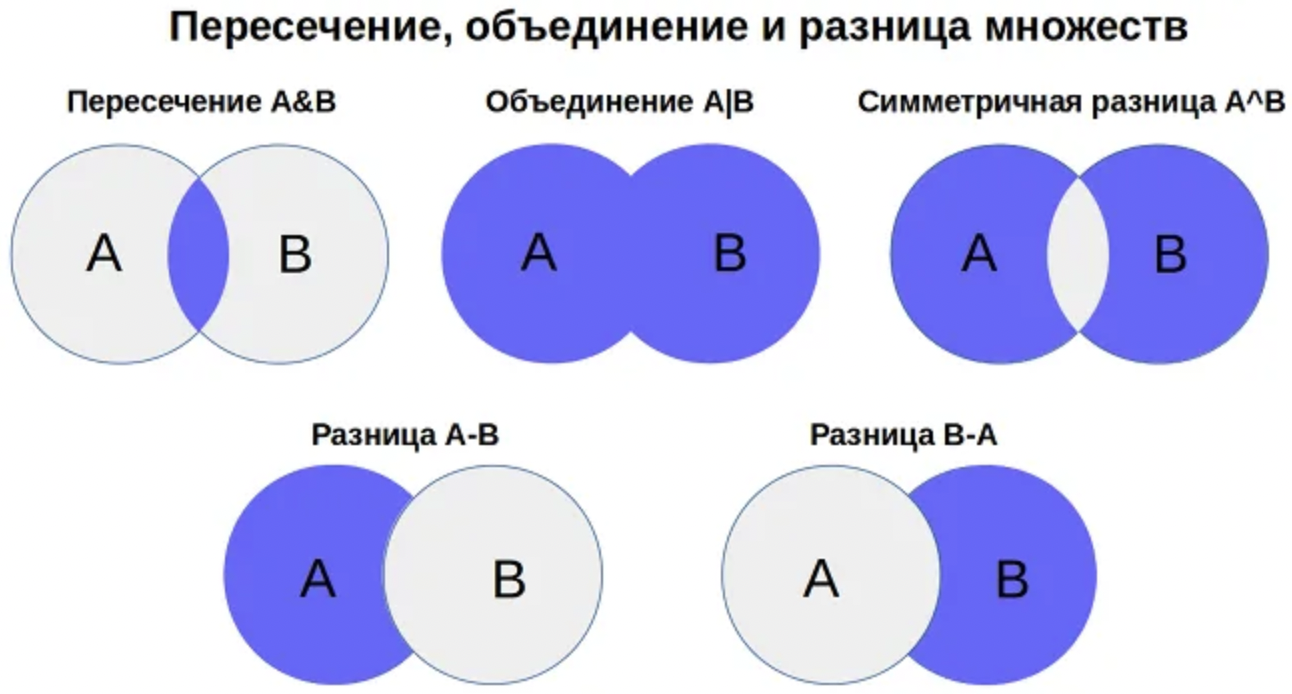 Пересечение, объединение и разница множеств
Пересечение A&B
Объединение A|B
Симметричная разница A^B
A
B
A
B
A
B
Разница A-B
Разница B-A
A
B
A
B